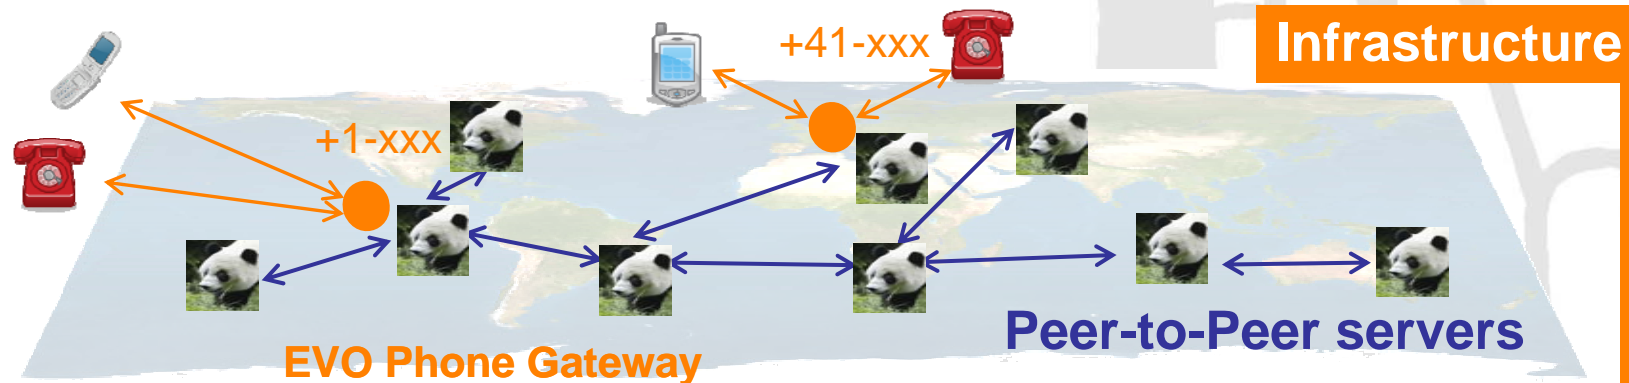 Infrastructure
+41-xxx
+1-xxx
Peer-to-Peer servers
EVO Phone Gateway